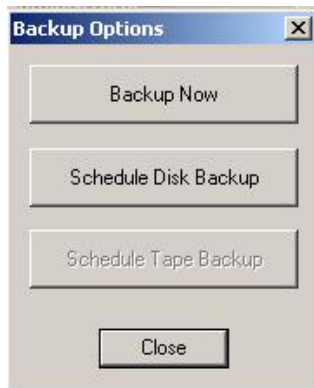 Backup Options
Backup Now
Schedule Disk Backup
Schedule Tape Backup
Close